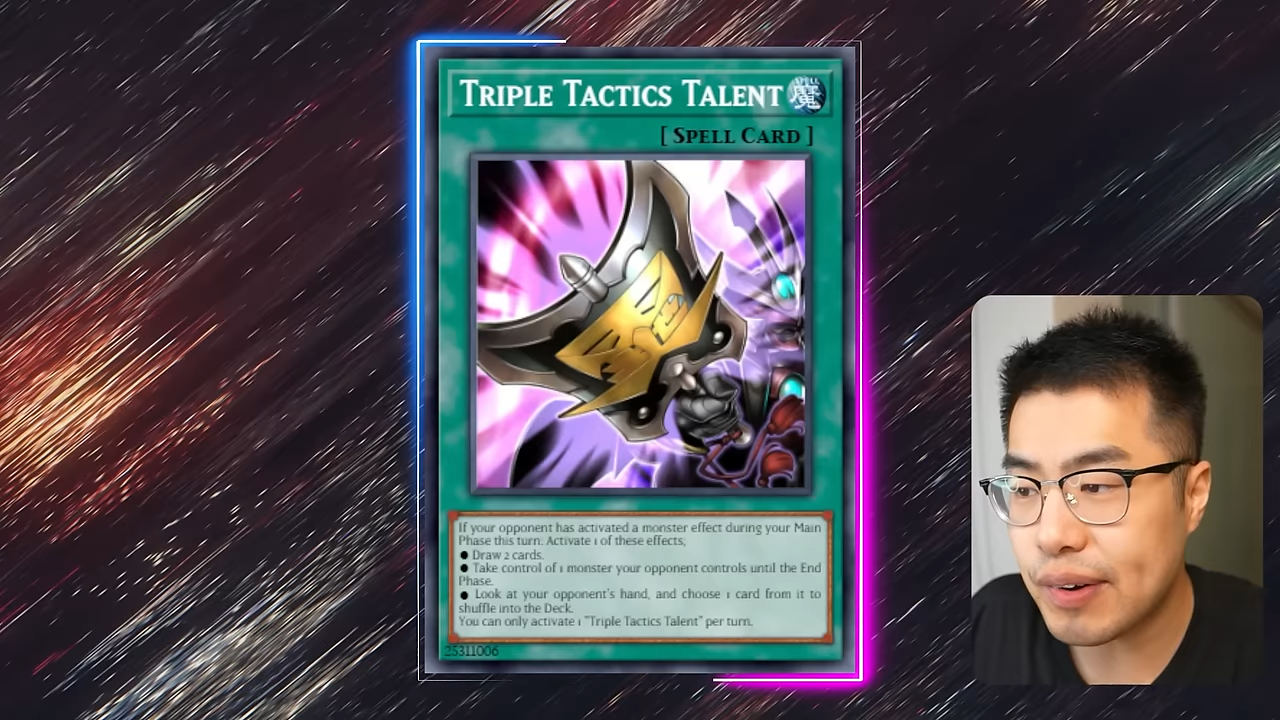 TRIPLE TACTICS TALENT
SPELL
魔
[ SPELL CARD ]
If your opponent has activated a monster effect during your Main
Phase this turn: Activate 1 of these effects;
● Draw 2 cards.
● Take control of 1 monster your opponent controls until the End
Phase.
● Look at your opponent's hand, and choose 1 card from it to
shuffle into the Deck.
You can only activate 1 "Triple Tactics Talent" per turn.
25311006